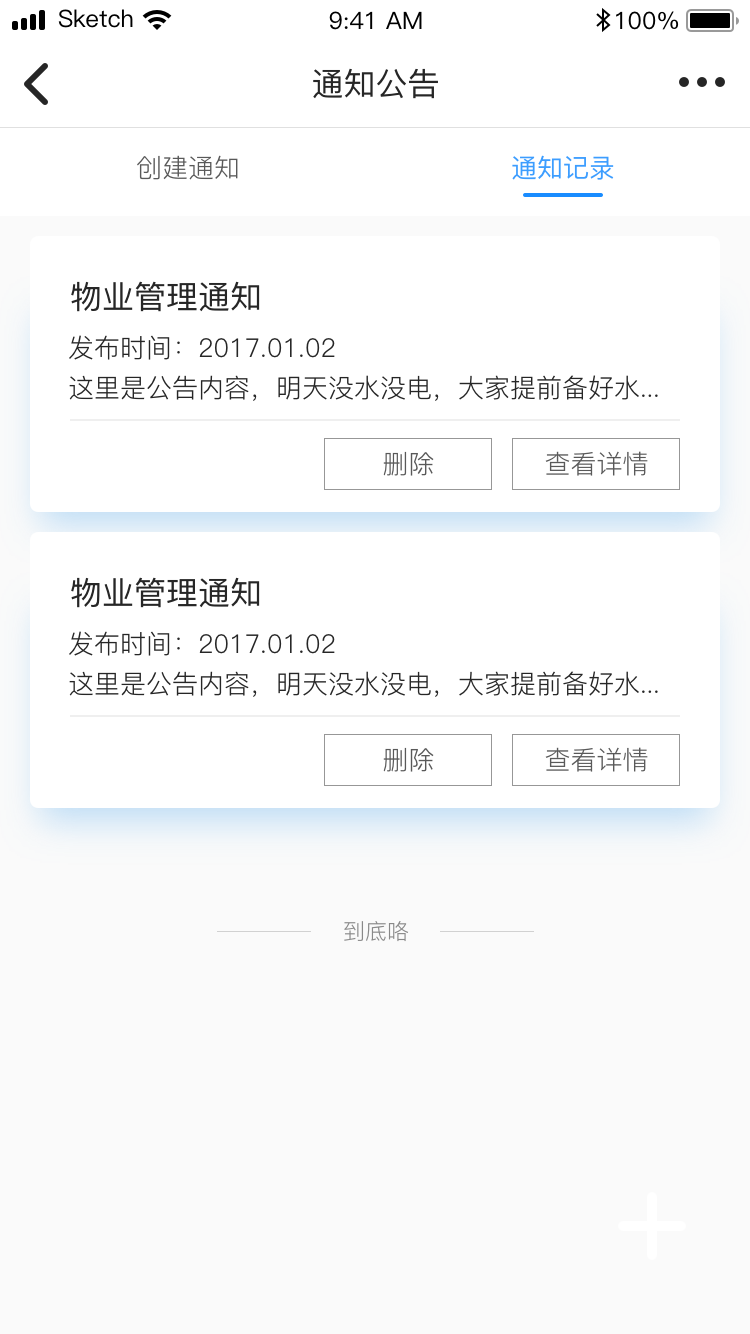 Sketch 9:41 AM 100%
通知公告
创建通知 通知记录
物业管理通知
发布时间：2017.01.02
这里是公告内容，明天没水没电，大家提前备好水...
删除 查看详情
物业管理通知
发布时间：2017.01.02
这里是公告内容，明天没水没电，大家提前备好水...
删除 查看详情
到底咯